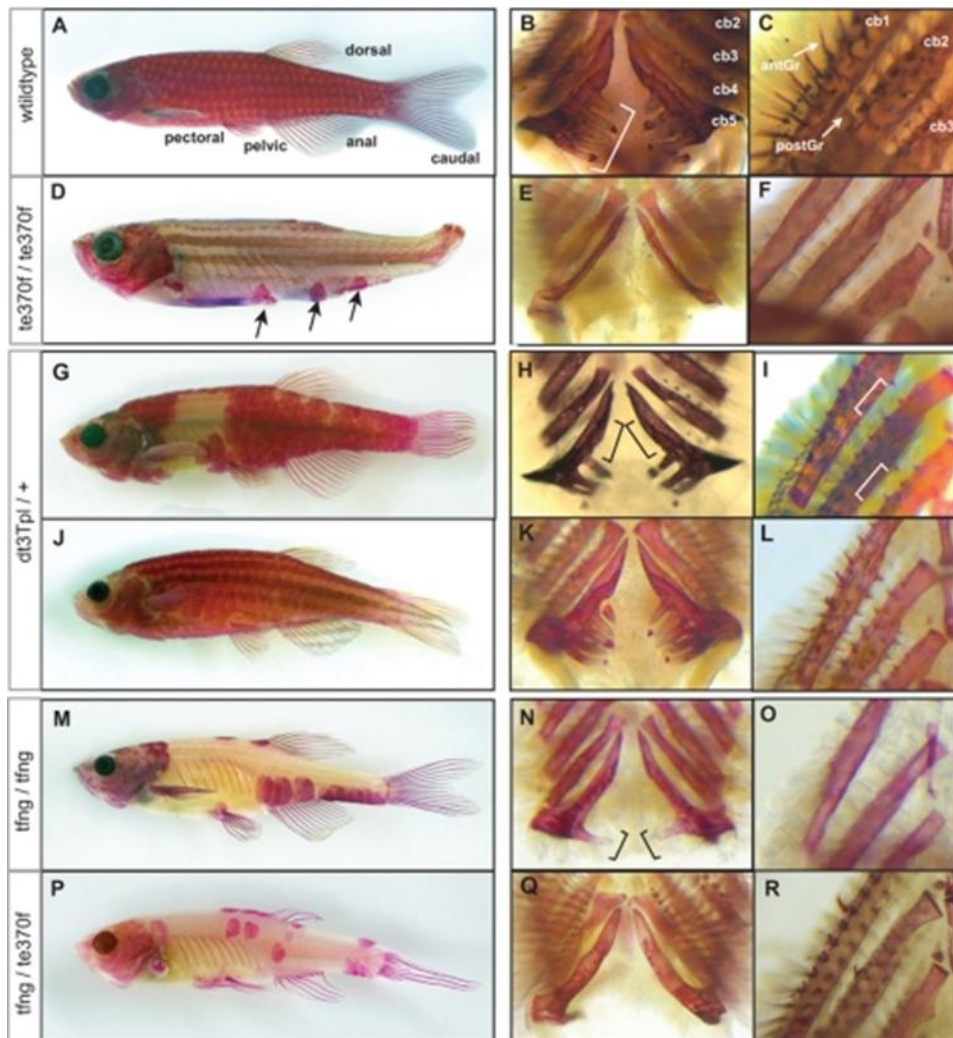 wtildtype
A
dorsal
pectoral
pelvic
anal
caudal
B
cb2
cb3
cb4
cb5
C
cb1
cb2
antGr
postGr
cb3
te370f / te370f
D
E
F
dt3Tpl / +
G
H
I
J
K
L
tfng / tfng
M
N
O
tfng / te370f
P
Q
R